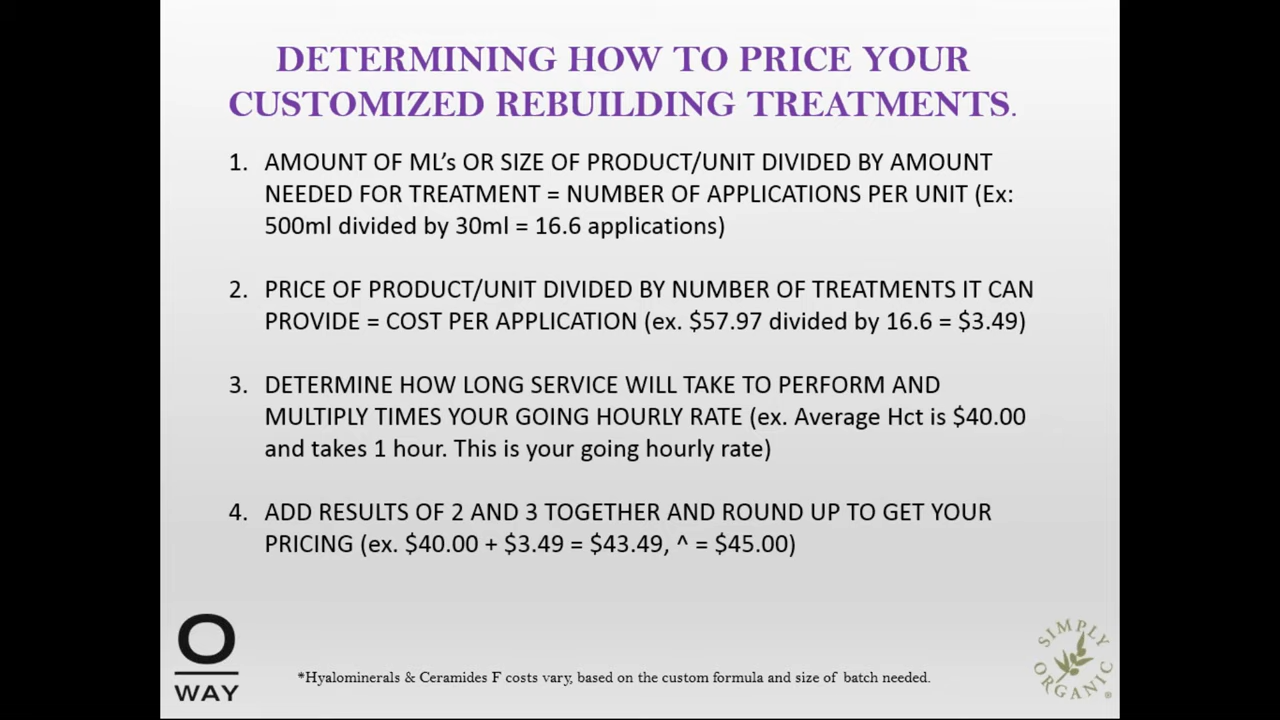 DETERMINING HOW TO PRICE YOUR
CUSTOMIZED REBUILDING TREATMENTS.
1. AMOUNT OF ML’s OR SIZE OF PRODUCT/UNIT DIVIDED BY AMOUNT
NEEDED FOR TREATMENT = NUMBER OF APPLICATIONS PER UNIT (Ex:
500ml divided by 30ml = 16.6 applications)
2. PRICE OF PRODUCT/UNIT DIVIDED BY NUMBER OF TREATMENTS IT CAN
PROVIDE = COST PER APPLICATION (ex. $57.97 divided by 16.6 = $3.49)
3. DETERMINE HOW LONG SERVICE WILL TAKE TO PERFORM AND
MULTIPLY TIMES YOUR GOING HOURLY RATE (ex. Average Hct is $40.00
and takes 1 hour. This is your going hourly rate)
4. ADD RESULTS OF 2 AND 3 TOGETHER AND ROUND UP TO GET YOUR
PRICING (ex. $40.00 + $3.49 = $43.49, ^ = $45.00)
O
WAY
*Hyalominerals & Ceramides F costs vary, based on the custom formula and size of batch needed.
SIMPLY
ORGANIC®